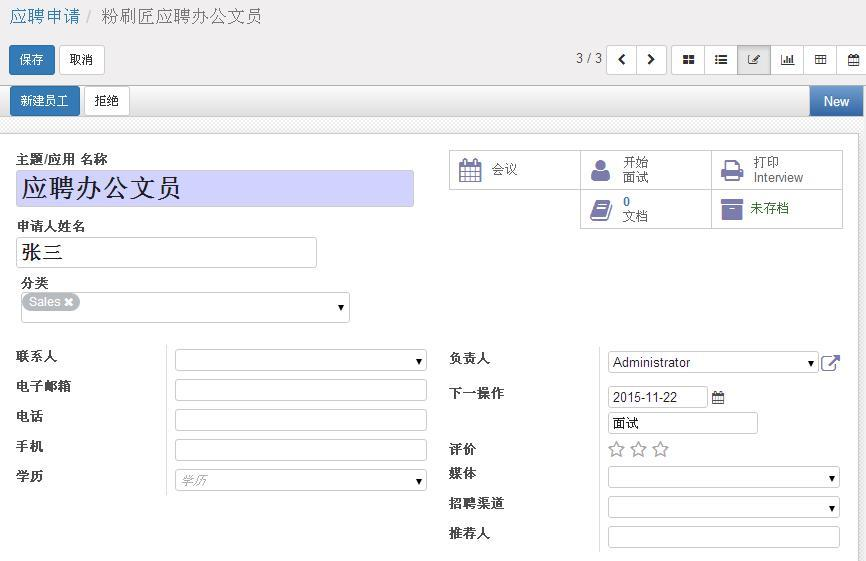 应聘申请 / 粉刷匠应聘办公文员
保存 取消 3 / 3
新建员工 拒绝 New
主题/应用 名称
应聘办公文员
会议 开始 面试 打印 Interview
0 文档 未存档
申请人姓名
张三
分类
Sales ✖
联系人
电子邮箱
电话
手机
学历 学历
负责人 Administrator
下一操作 2015-11-22
面试
评价
媒体
招聘渠道
推荐人